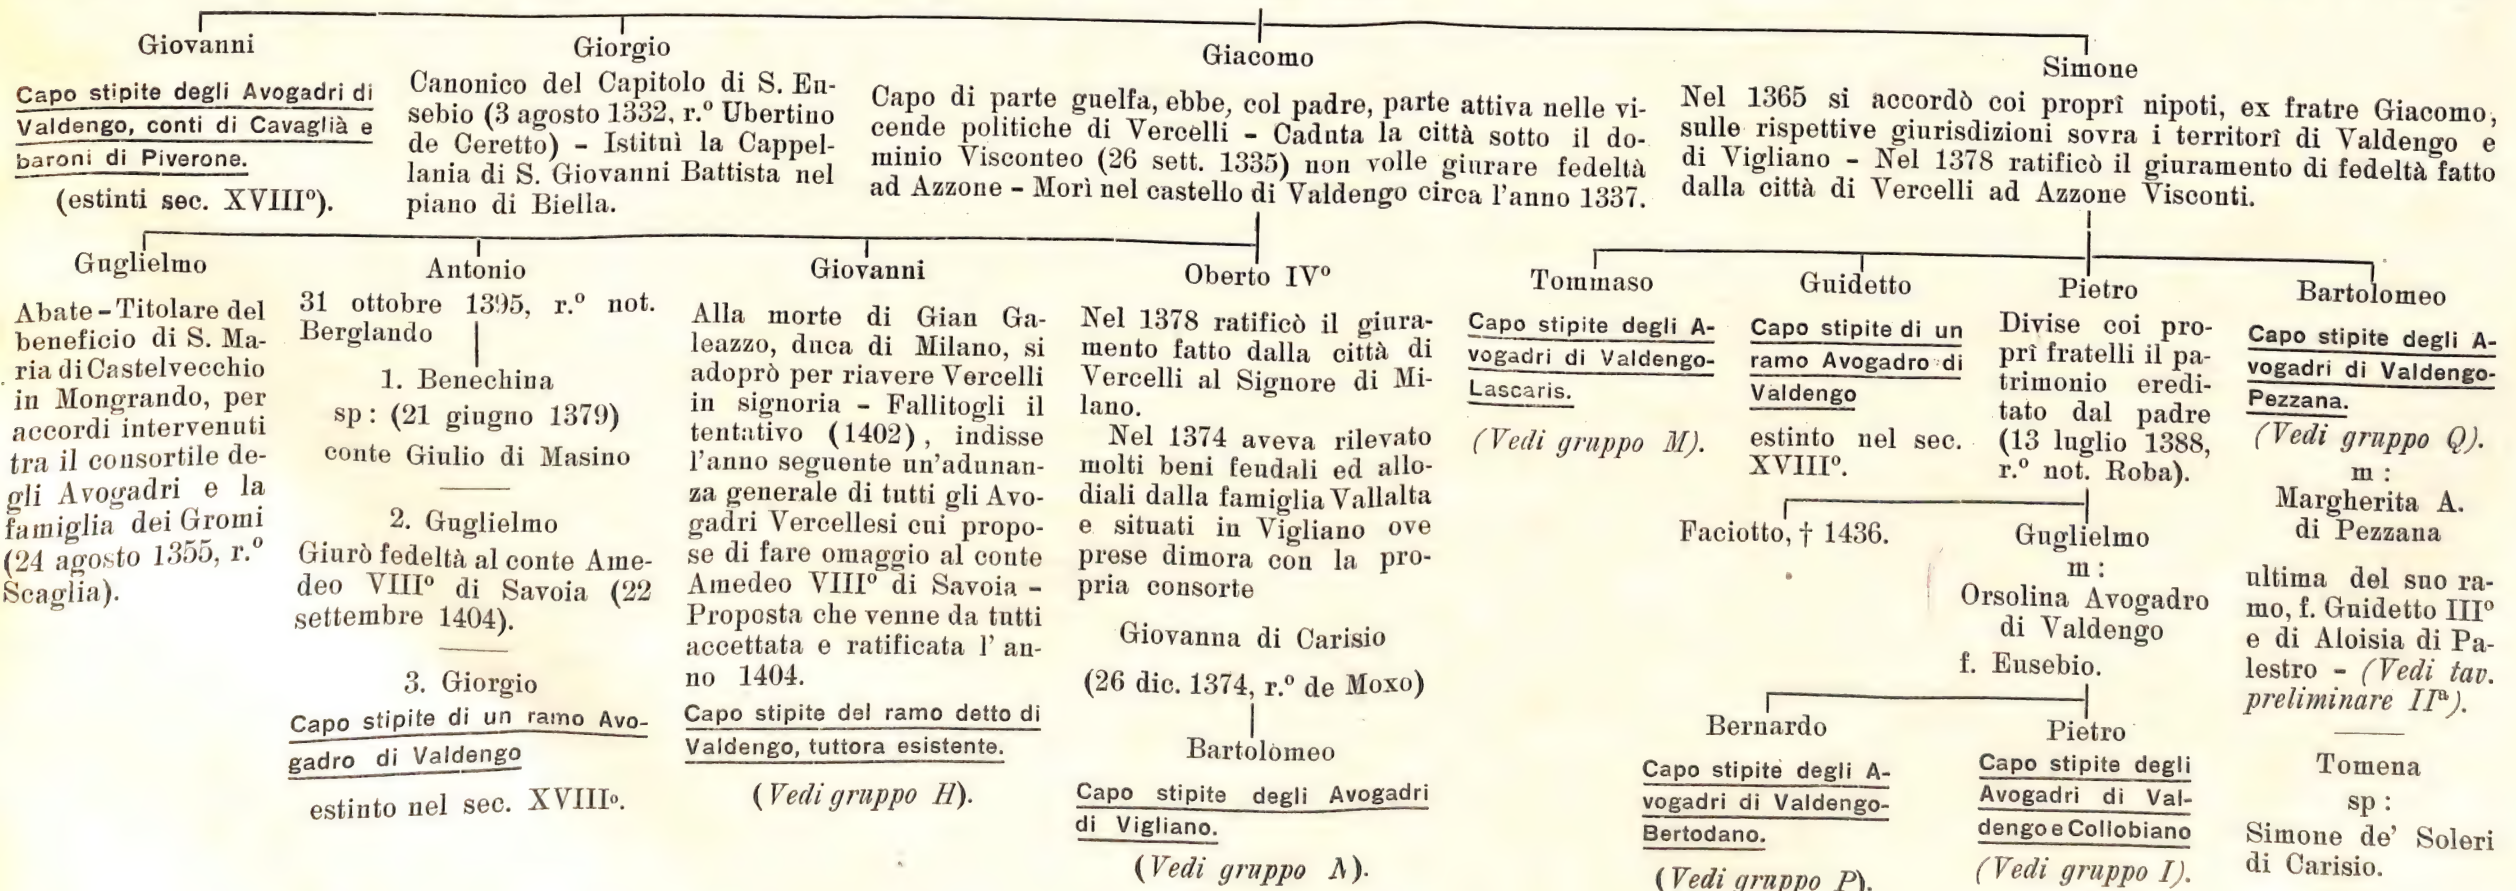 Giovanni
Capo stipite degli Avogadri di
Valdengo, conti di Cavaglià e
baroni di Piverone.
(estinti sec. XVIIIº).
Giorgio
Canonico del Capitolo di S. Eu-
sebio (3 agosto 1332, r.º Ubertino
de Ceretto) - Istituì la Cappel-
lania di S. Giovanni Battista nel
piano di Biella.
Giacomo
Capo di parte guelfa, ebbe, col padre, parte attiva nelle vi-
cende politiche di Vercelli - Caduta la città sotto il do-
minio Visconteo (26 sett. 1335) non volle giurare fedeltà
ad Azzone - Morì nel castello di Valdengo circa l'anno 1337.
Simone
Nel 1365 si accordò coi proprî nipoti, ex fratre Giacomo,
sulle rispettive giurisdizioni sovra i territorî di Valdengo e
di Vigliano - Nel 1378 ratificò il giuramento di fedeltà fatto
dalla città di Vercelli ad Azzone Visconti.
Guglielmo
Abate - Titolare del
beneficio di S. Ma-
ria di Castelvecchio
in Mongrando, per
accordi intervenuti
tra il consortile de-
gli Avogadri e la
famiglia dei Gromi
(24 agosto 1355, r.º
Scaglia).
Antonio
31 ottobre 1395, r.º not.
Berglando
1. Benechina
sp: (21 giugno 1379)
conte Giulio di Masino
2. Guglielmo
Giurò fedeltà al conte Ame-
deo VIIIº di Savoia (22
settembre 1404).
3. Giorgio
Capo stipite di un ramo Avo-
gadro di Valdengo
estinto nel sec. XVIIIº.
Giovanni
Alla morte di Gian Ga-
leazzo, duca di Milano, si
adoprò per riavere Vercelli
in signoria - Fallitogli il
tentativo (1402), indisse
l'anno seguente un'adunan-
za generale di tutti gli Avo-
gadri Vercellesi cui propo-
se di fare omaggio al conte
Amedeo VIIIº di Savoia -
Proposta che venne da tutti
accettata e ratificata l' an-
no 1404.
Capo stipite del ramo detto di
Valdengo, tuttora esistente.
(Vedi gruppo H).
Oberto IVº
Nel 1378 ratificò il giura-
mento fatto dalla città di
Vercelli al Signore di Mi-
lano.
Nel 1374 aveva rilevato
molti beni feudali ed allo-
diali dalla famiglia Vallalta
e situati in Vigliano ove
prese dimora con la pro-
pria consorte
Giovanna di Carisio
(26 dic. 1374, r.º de Moxo)
Bartolomeo
Capo stipite degli Avogadri
di Vigliano.
(Vedi gruppo Λ).
Tommaso
Capo stipite degli A-
vogadri di Valdengo-
Lascaris.
(Vedi gruppo M).
Guidetto
Capo stipite di un
ramo Avogadro di
Valdengo
estinto nel sec.
XVIIIº.
Pietro
Divise coi pro-
prî fratelli il pa-
trimonio eredi-
tato dal padre
(13 luglio 1388,
r.º not. Roba).
Faciotto, † 1436.
Guglielmo
m:
Orsolina Avogadro
di Valdengo
f. Eusebio.
Bernardo
Capo stipite degli A-
vogadri di Valdengo-
Bertodano.
(Vedi gruppo P).
Pietro
Capo stipite degli
Avogadri di Val-
dengo e Collobiano
(Vedi gruppo I).
Bartolomeo
Capo stipite degli A-
vogadri di Valdengo-
Pezzana.
(Vedi gruppo Q).
m:
Margherita A.
di Pezzana
ultima del suo ra-
mo, f. Guidetto IIIº
e di Aloisia di Pa-
lestro - (Vedi tav.
preliminare IIª).
Tomena
sp:
Simone de' Soleri
di Carisio.